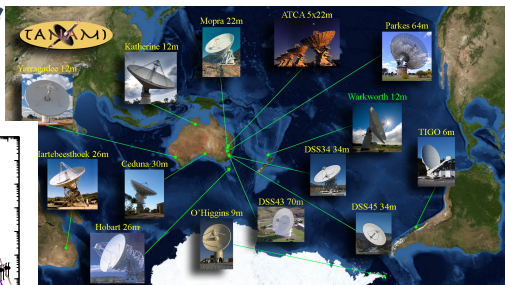 TANAMI
Mopra 22m
ATCA 5x22m
Parkes 64m
Katherine 12m
Yarragadee 12m
Warkworth 12m
TIGO 6m
Hartebeesthoek 26m
Ceduna 30m
DSS34 34m
O'Higgins 9m
DSS43 70m
DSS45 34m
Hobart 26m